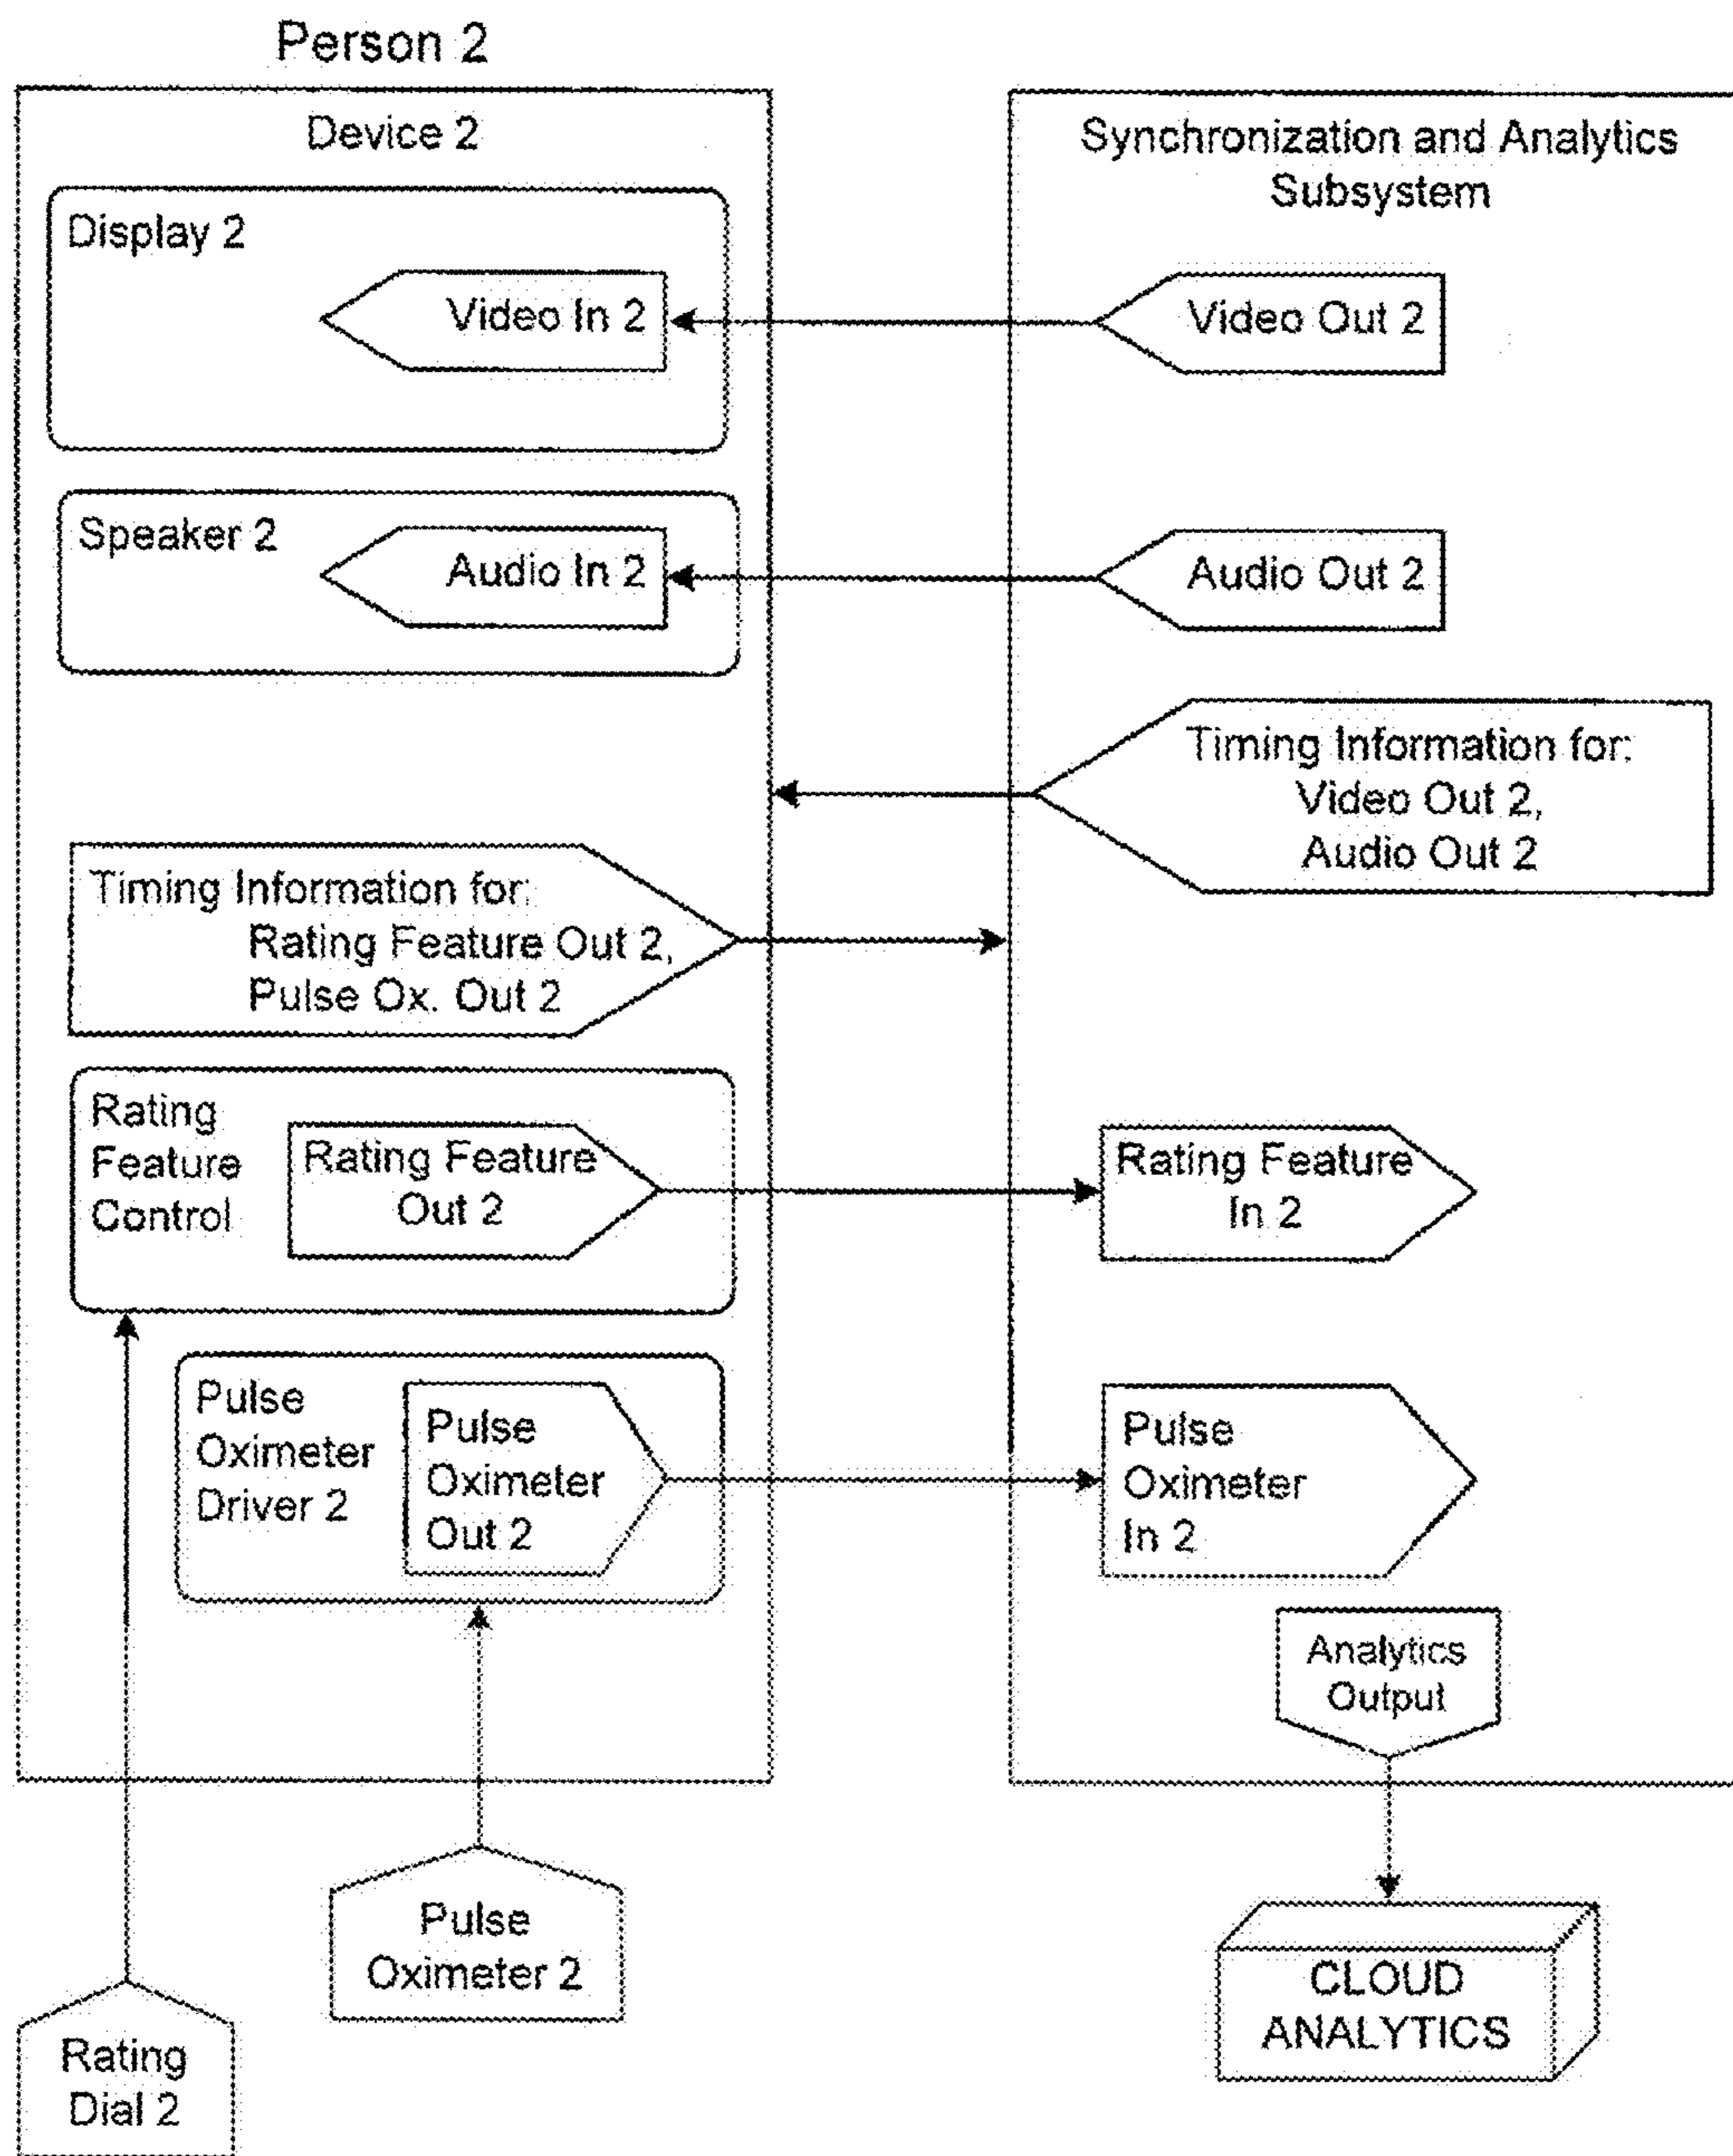 Person 2
Device 2
Display 2
Video In 2
Speaker 2
Audio In 2
Timing Information for:
Rating Feature Out 2,
Pulse Ox. Out 2
Rating
Feature
Control
Rating Feature
Out 2
Pulse
Oximeter
Driver 2
Pulse
Oximeter
Out 2
Pulse
Oximeter 2
Rating
Dial 2
Synchronization and Analytics
Subsystem
Video Out 2
Audio Out 2
Timing Information for:
Video Out 2,
Audio Out 2
Rating Feature
In 2
Pulse
Oximeter
In 2
Analytics
Output
CLOUD
ANALYTICS